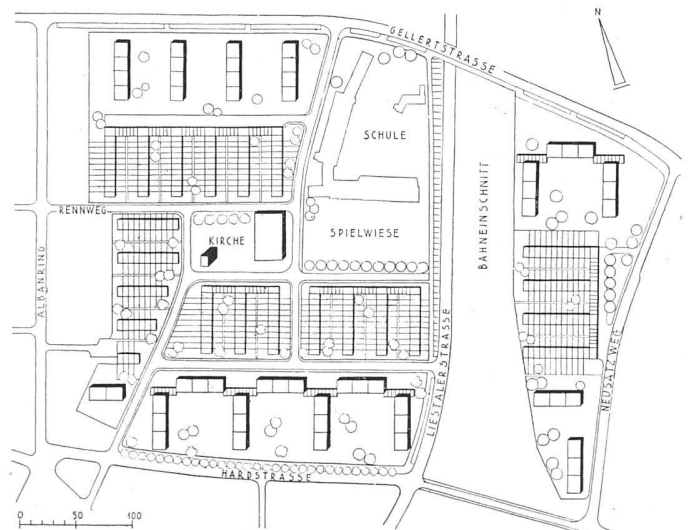 N
GELLERTSTRASSE
SCHULE
RENNWEG
KIRCHE
SPIELWIESE
BAHNEINSCHNITT
ALBANRING
LIESTALERSTRASSE
NEUSATZWEG
HARDSTRASSE
0 50 100